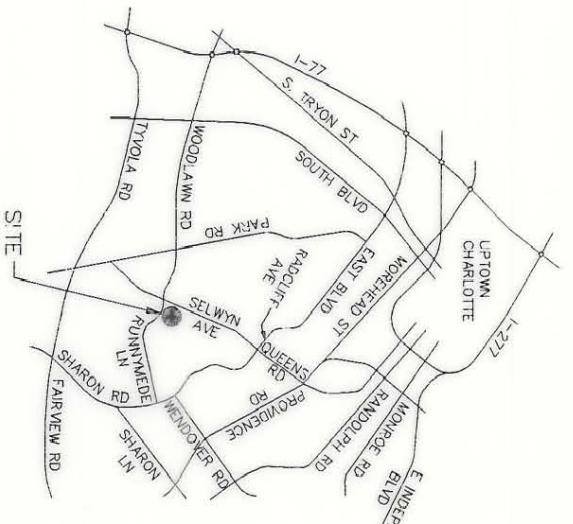 I-77
S. TRYON ST
SOUTH BLVD
WOODLAWN RD
TYVOLA RD
PARK RD
UPTOWN
CHARLOTTE
I-277
MOREHEAD ST
EAST BLVD
RADCLIFF
AVE
SITE
SELWYN
AVE
QUEENS
RD
RUNNYMEDE
LN
SHARON RD
FAIRVIEW RD
SHARON
LN
WENDOVER RD
PROVIDENCE
RD
RANDOLPH RD
MONROE RD
BLVD